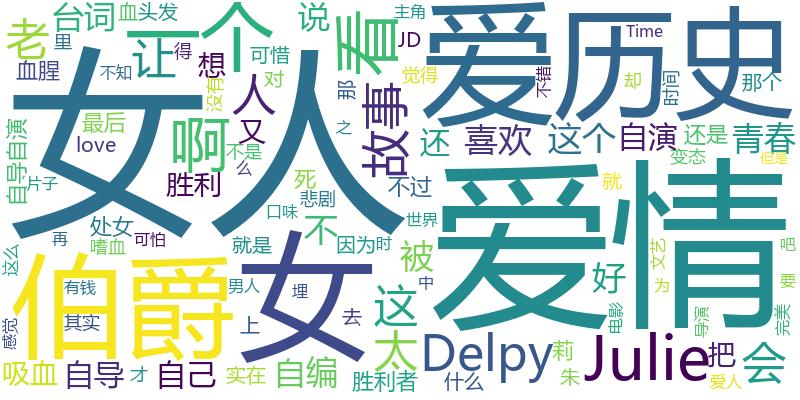 血 头发
台词
老
里
一个
让
说
看
主角
JD
爱 历史
Time
血腥
不知
得
想
可惜
对
觉得
不错
却
时间
那个
女人
没有
人
那
故事
自导自演
最后
love
啊
又
不是
之
还
喜欢
这个
自演
还是
青春
变态
但是
片子
胜利
么
死
悲剧
不过
爱情
就
处女
再
可怕
嗜血
口味
不
世界
这么
伯爵
女
就是
因为
时
被
中
好
为
文艺
吧
要
有钱
男人
埋
这
感觉
其实
上
去
太
Delpy
莉
Julie
电影
导演
完美
把
会
吸血
自导
才
自己
实在
自编
胜利者
什么
朱
爱人